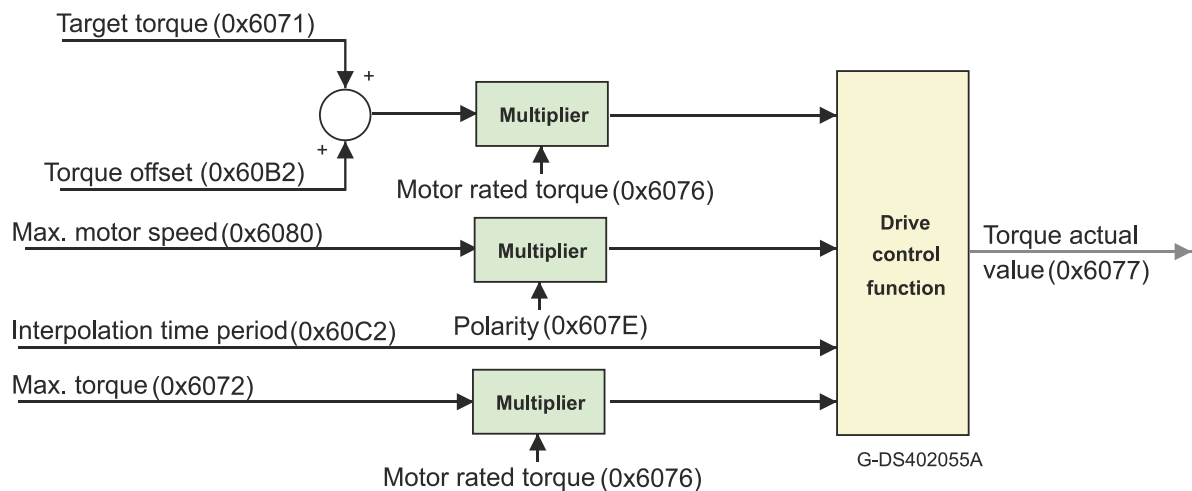 Target torque (0x6071)
+
Multiplier
+
Torque offset (0x60B2)
Motor rated torque (0x6076)
Max. motor speed (0x6080)
Multiplier
Drive
control
function
Torque actual
value (0x6077)
Interpolation time period (0x60C2)
Polarity (0x607E)
Max. torque (0x6072)
Multiplier
Motor rated torque (0x6076)
G-DS402055A